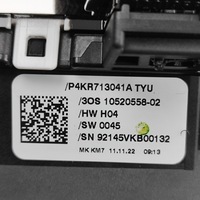 /P4KR713041A TYU
/3OS 10520558-02
/HW H04
/SW 0045
/SN 92145VKB00132
MK KM7 11.11.22 09:13